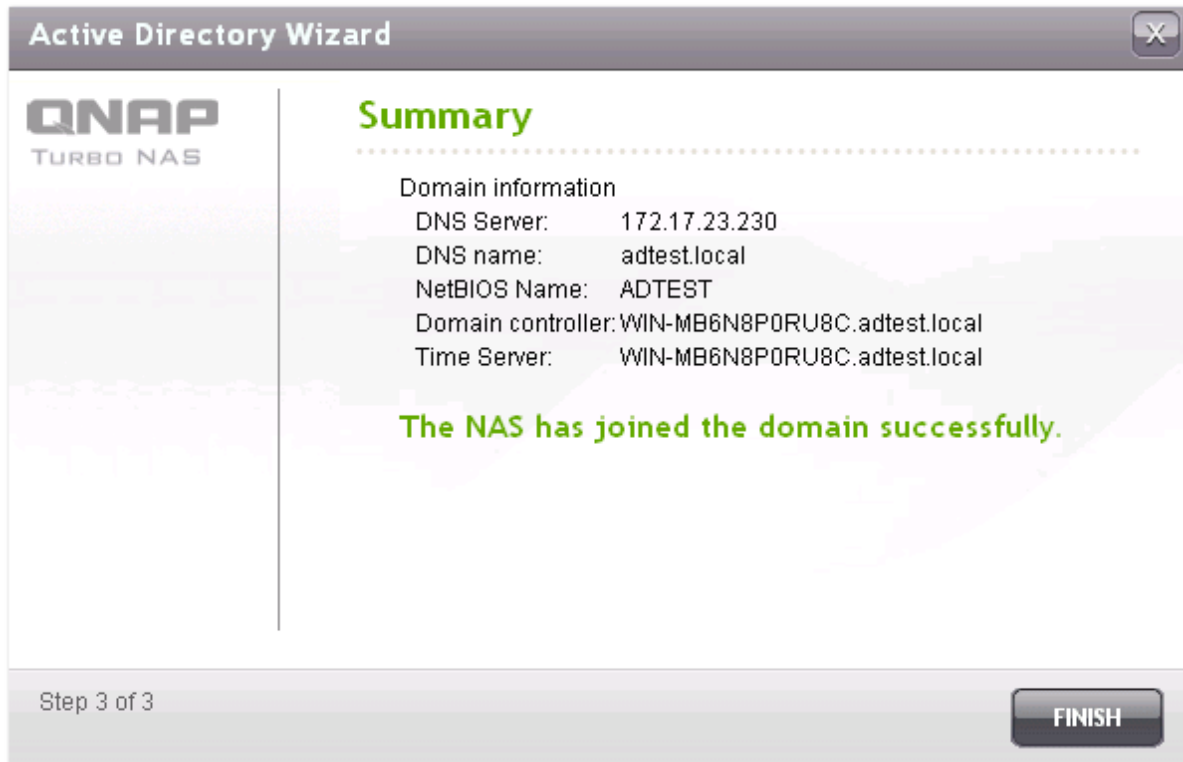 Active Directory Wizard
X
QNAP
TURBO NAS
Summary
Domain information
DNS Server: 172.17.23.230
DNS name: adtest.local
NetBIOS Name: ADTEST
Domain controller: WIN-MB6N8P0RU8C.adtest.local
Time Server: WIN-MB6N8P0RU8C.adtest.local
The NAS has joined the domain successfully.
Step 3 of 3
FINISH